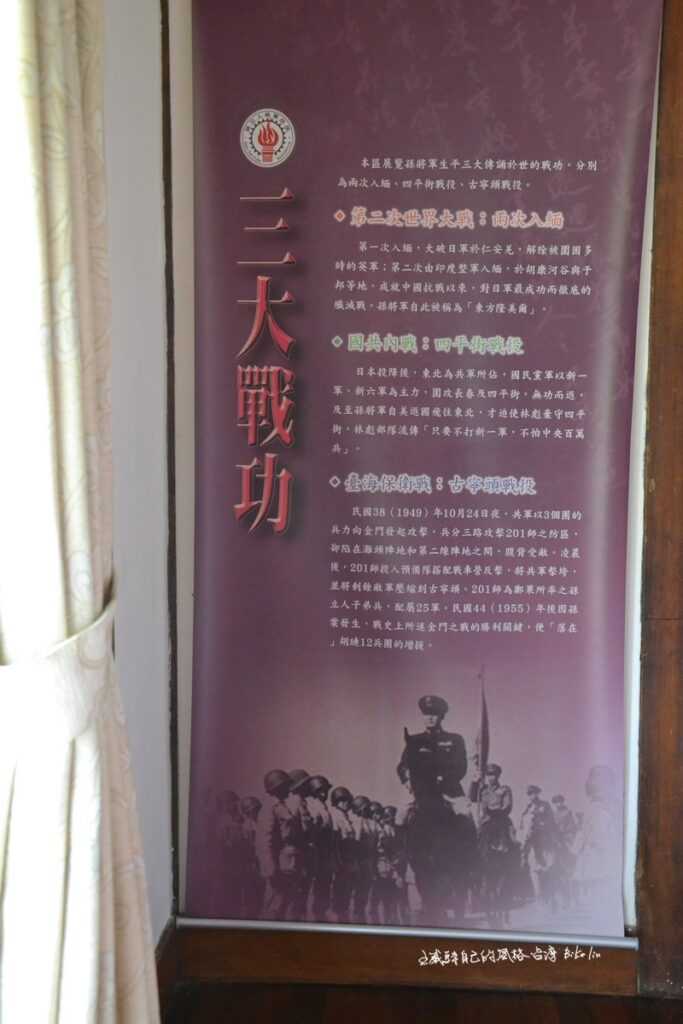 三大戰功
本區展覽孫將軍生平三大傳誦於世的戰功，分別
為兩次入緬、四平街戰役、古寧頭戰役。
第二次世界大戰：兩次入緬
第一次入緬，大破日軍於仁安羌，解除被圍困多
時的英軍；第二次由印度整軍入緬，於胡康河谷與于
邦等地，成就中國抗戰以來，對日軍最成功而徹底的
殲滅戰。孫將軍自此被稱為「東方隆美爾」。
國共內戰：四平街戰役
日本投降後，東北為共軍所佔，國民黨軍以新一
軍、新六軍為主力，圍攻長春及四平街，無功而退，
及至孫將軍自美返國飛往東北，才迫使林彪棄守四平
街，林彪部隊流傳「只要不打新一軍，不怕中央百萬
兵」。
臺海保衛戰：古寧頭戰役
民國38（1949）年10月24日夜，共軍以3個團的
兵力向金門發起攻擊，兵分三路攻擊201師之防區，
卻陷在灘頭陣地和第二線陣地之間，腹背受敵。凌晨
後，201師投入預備隊搭配戰車營反擊，將共軍擊垮，
並將剩餘敵軍壓縮到古寧頭。201師為鄭果所率之孫
立人子弟兵，配屬25軍。民國44（1955）年後因孫
案發生，戰史上所述金門之戰的勝利關鍵，便「落在
」胡璉12兵團的增援。
自己的風格